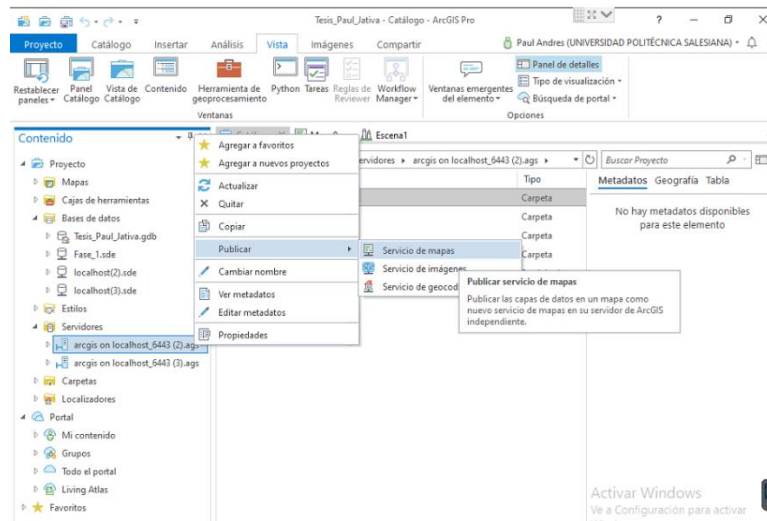 Tesis_Paul_Jativa - Catálogo - ArcGIS Pro
?
Proyecto Catálogo Insertar Análisis Vista Imágenes Compartir
Paul Andres (UNIVERSIDAD POLITÉCNICA SALESIANA)
Restablecer paneles
Panel Catálogo
Vista de Catálogo
Contenido
Herramienta de geoprocesamiento
Python
Tareas
Reglas de Reviewer
Workflow Manager
Ventanas emergentes del elemento
Panel de detalles
Tipo de visualización
Búsqueda de portal
Ventanas
Opciones
Contenido
Escena1
Proyecto
Mapas
Cajas de herramientas
Bases de datos
Tesis_Paul_Jativa.gdb
Fase_1.sde
localhost(2).sde
localhost(3).sde
Estilos
Servidores
arcgis on localhost_6443 (2).ags
arcgis on localhost_6443 (3).ags
Carpetas
Localizadores
Portal
Mi contenido
Grupos
Todo el portal
Living Atlas
Favoritos
Agregar a favoritos
Agregar a nuevos proyectos
Actualizar
Quitar
Copiar
Publicar
Cambiar nombre
Ver metadatos
Editar metadatos
Propiedades
Servicio de mapas
Servicio de imágenes
Servicio de geocod
Publicar servicio de mapas
Publicar las capas de datos en un mapa como
nuevo servicio de mapas en su servidor de ArcGIS
independiente.
ervidores arcgis on localhost_6443 (2).ags
Buscar Proyecto
Tipo
Carpeta
Carpeta
Carpeta
Carpeta
Metadatos Geografía Tabla
No hay metadatos disponibles
para este elemento
Activar Windows
Ve a Configuración para activar